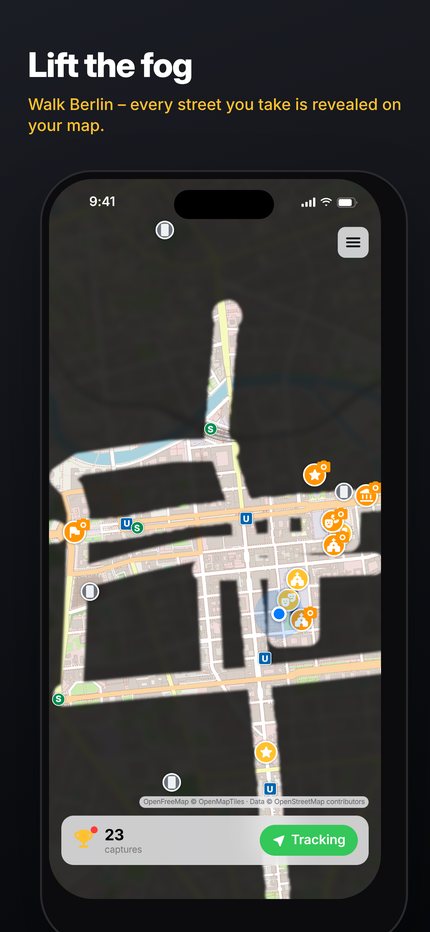 Lift the fog
Walk Berlin – every street you take is revealed on
your map.
9:41
S
U
S
U
U
S
U
OpenFreeMap © OpenMapTiles · Data © OpenStreetMap contributors
23
captures
Tracking